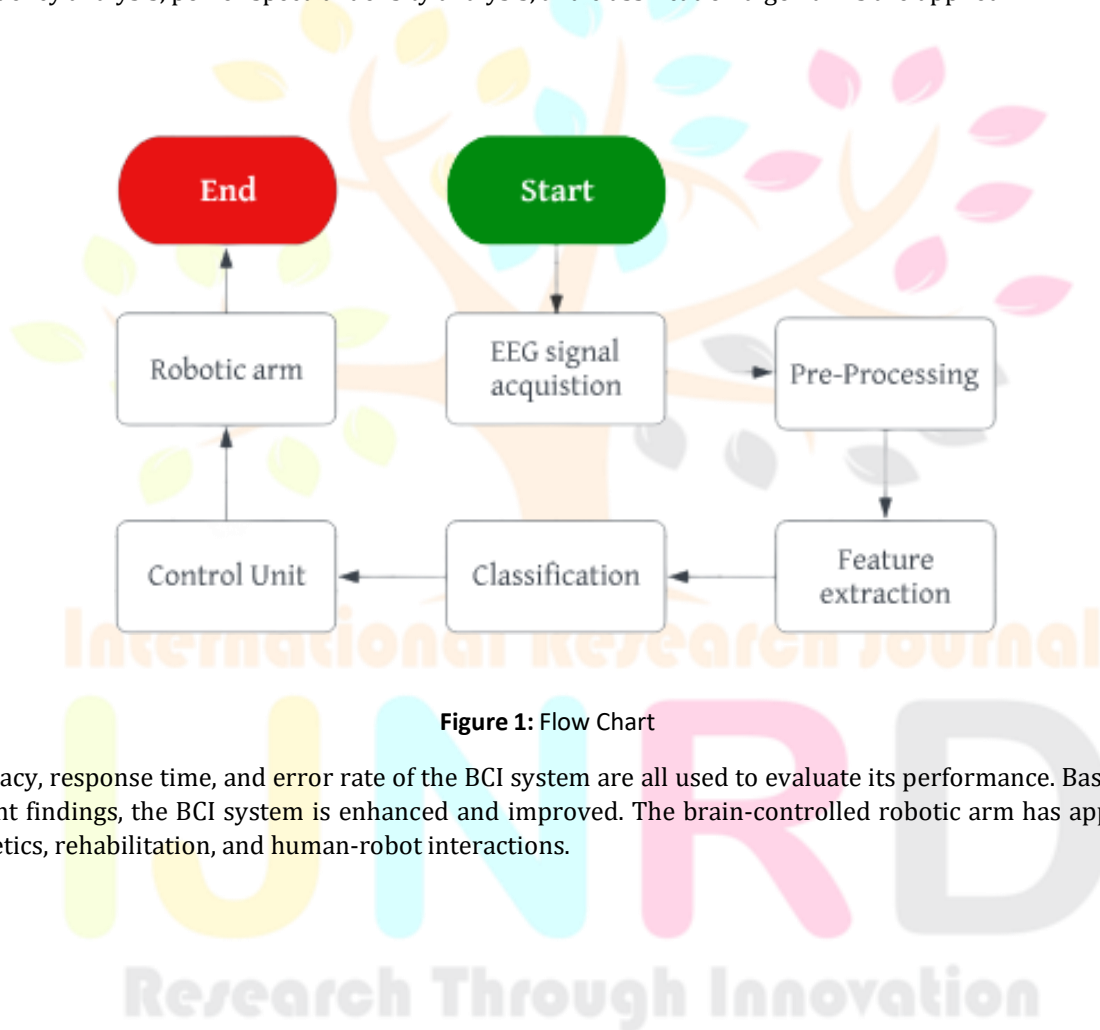 End
Start
Robotic arm
EEG signal
acquistion
Pre-Processing
Control Unit
Classification
Feature
extraction
International Research Journal
Figure 1: Flow Chart
IJNRD
acy, response time, and error rate of the BCI system are all used to evaluate its performance. Bas
nt findings, the BCI system is enhanced and improved. The brain-controlled robotic arm has app
etics, rehabilitation, and human-robot interactions.
Research Through Innovation